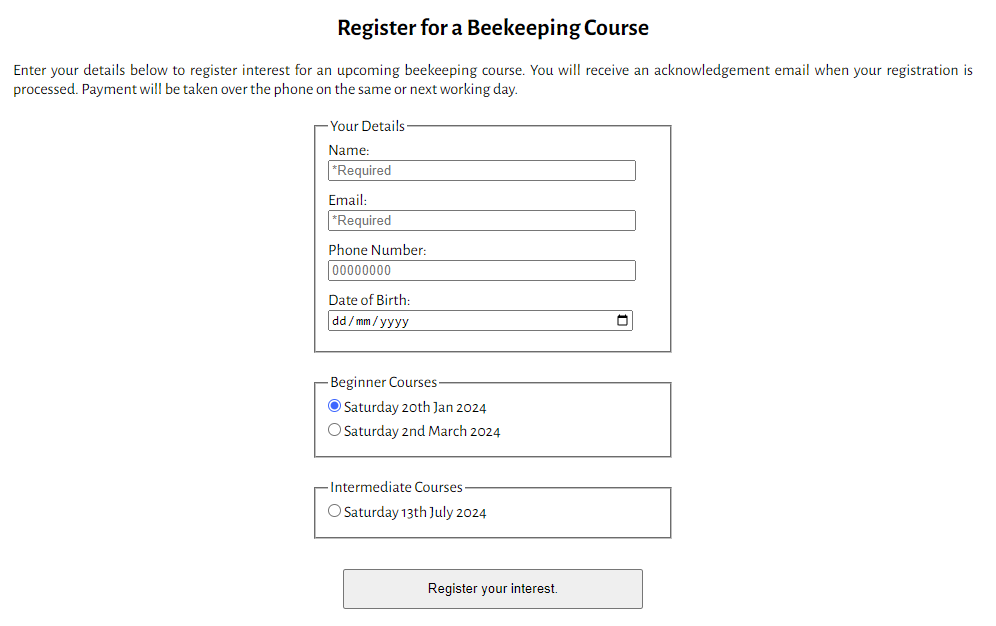 Register for a Beekeeping Course
Enter your details below to register interest for an upcoming beekeeping course. You will receive an acknowledgement email when your registration is
processed. Payment will be taken over the phone on the same or next working day.
Your Details
Name:
*Required
Email:
*Required
Phone Number:
00000000
Date of Birth:
dd/mm/yyyy
Beginner Courses
Saturday 20th Jan 2024
Saturday 2nd March 2024
Intermediate Courses
Saturday 13th July 2024
Register your interest.